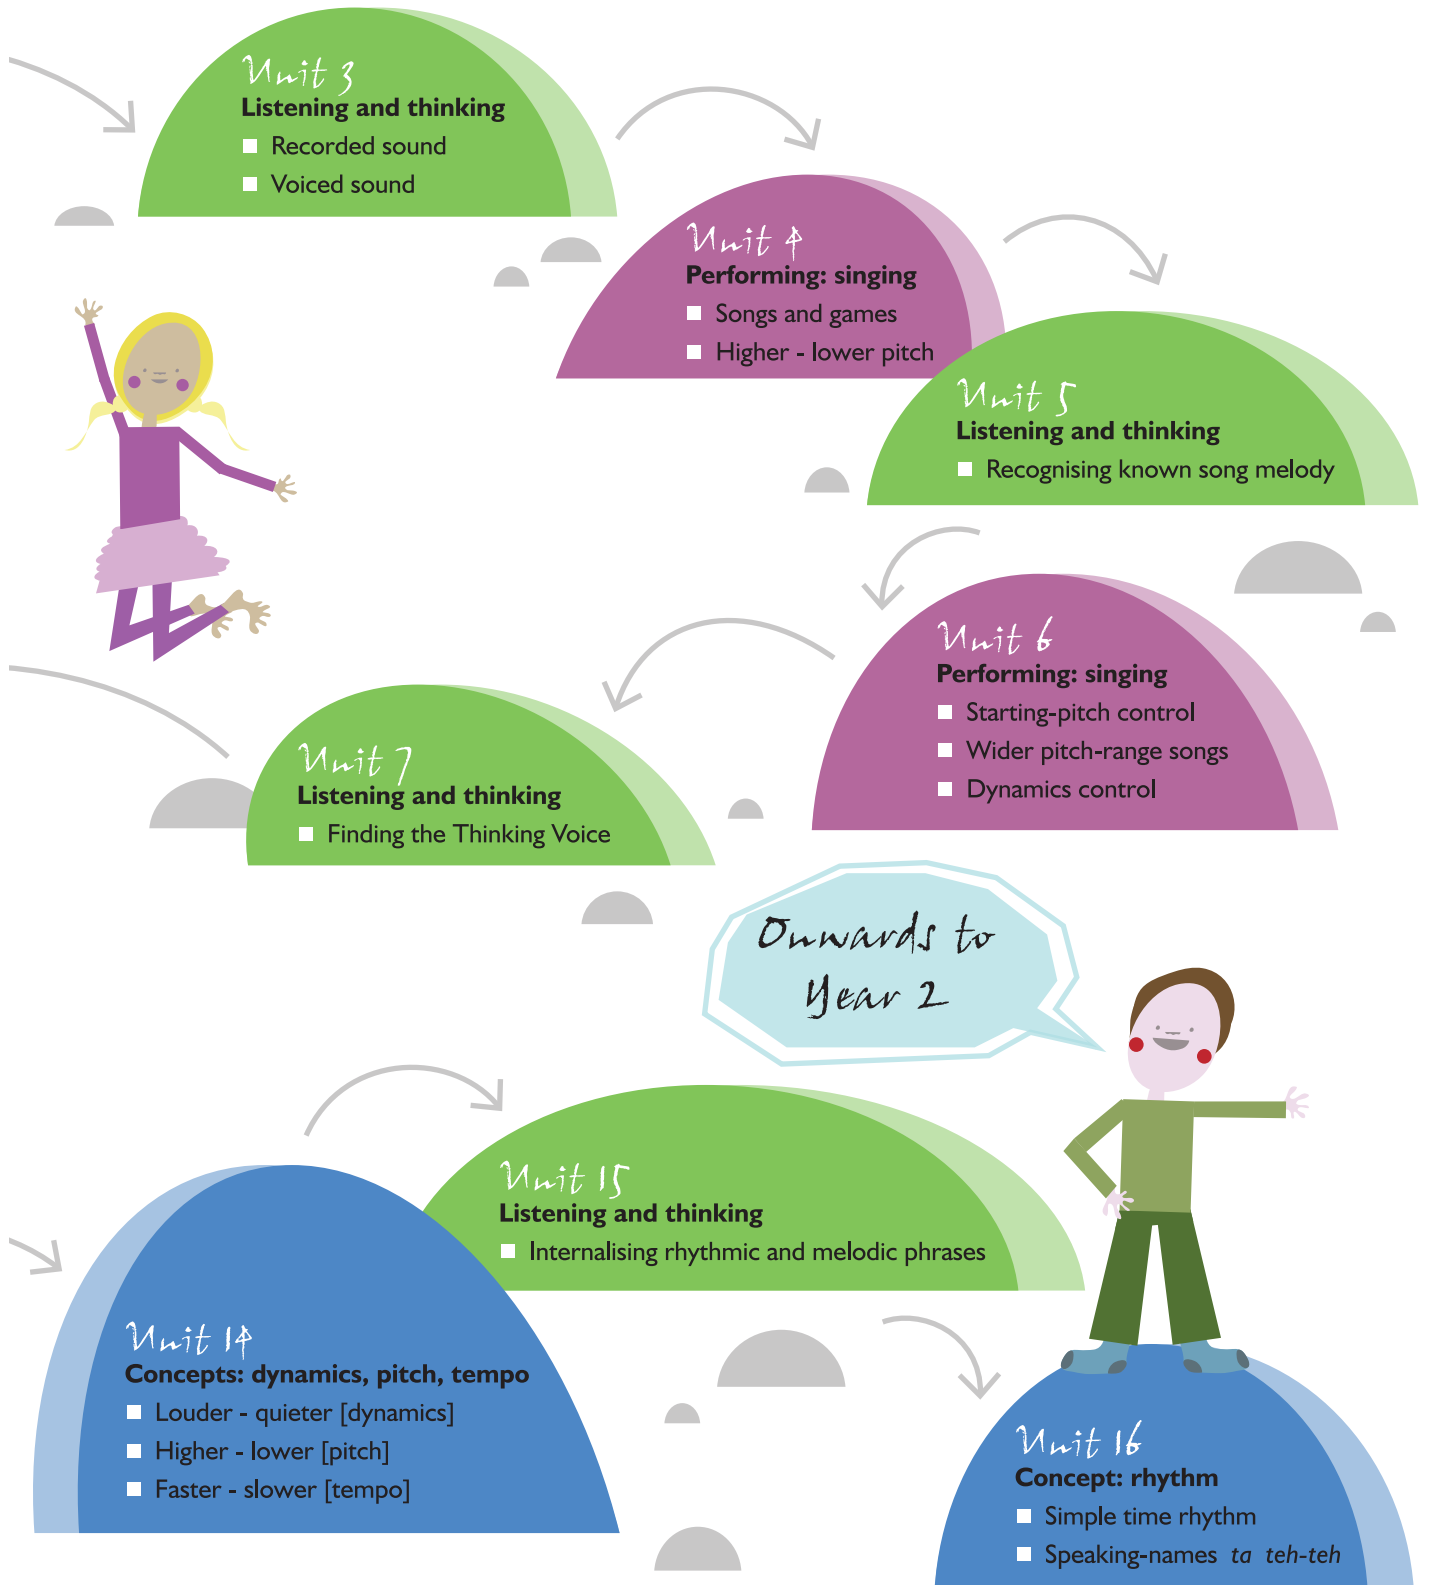 Unit 3
Listening and thinking
Recorded sound
Voiced sound
Unit 4
Performing: singing
Songs and games
Higher - lower pitch
Unit 5
Listening and thinking
Recognising known song melody
Unit 6
Performing: singing
Starting-pitch control
Wider pitch-range songs
Dynamics control
Unit 7
Listening and thinking
Finding the Thinking Voice
Onwards to
Year 2
Unit 14
Concepts: dynamics, pitch, tempo
Louder - quieter [dynamics]
Higher - lower [pitch]
Faster - slower [tempo]
Unit 15
Listening and thinking
Internalising rhythmic and melodic phrases
Unit 16
Concept: rhythm
Simple time rhythm
Speaking-names ta teh-teh